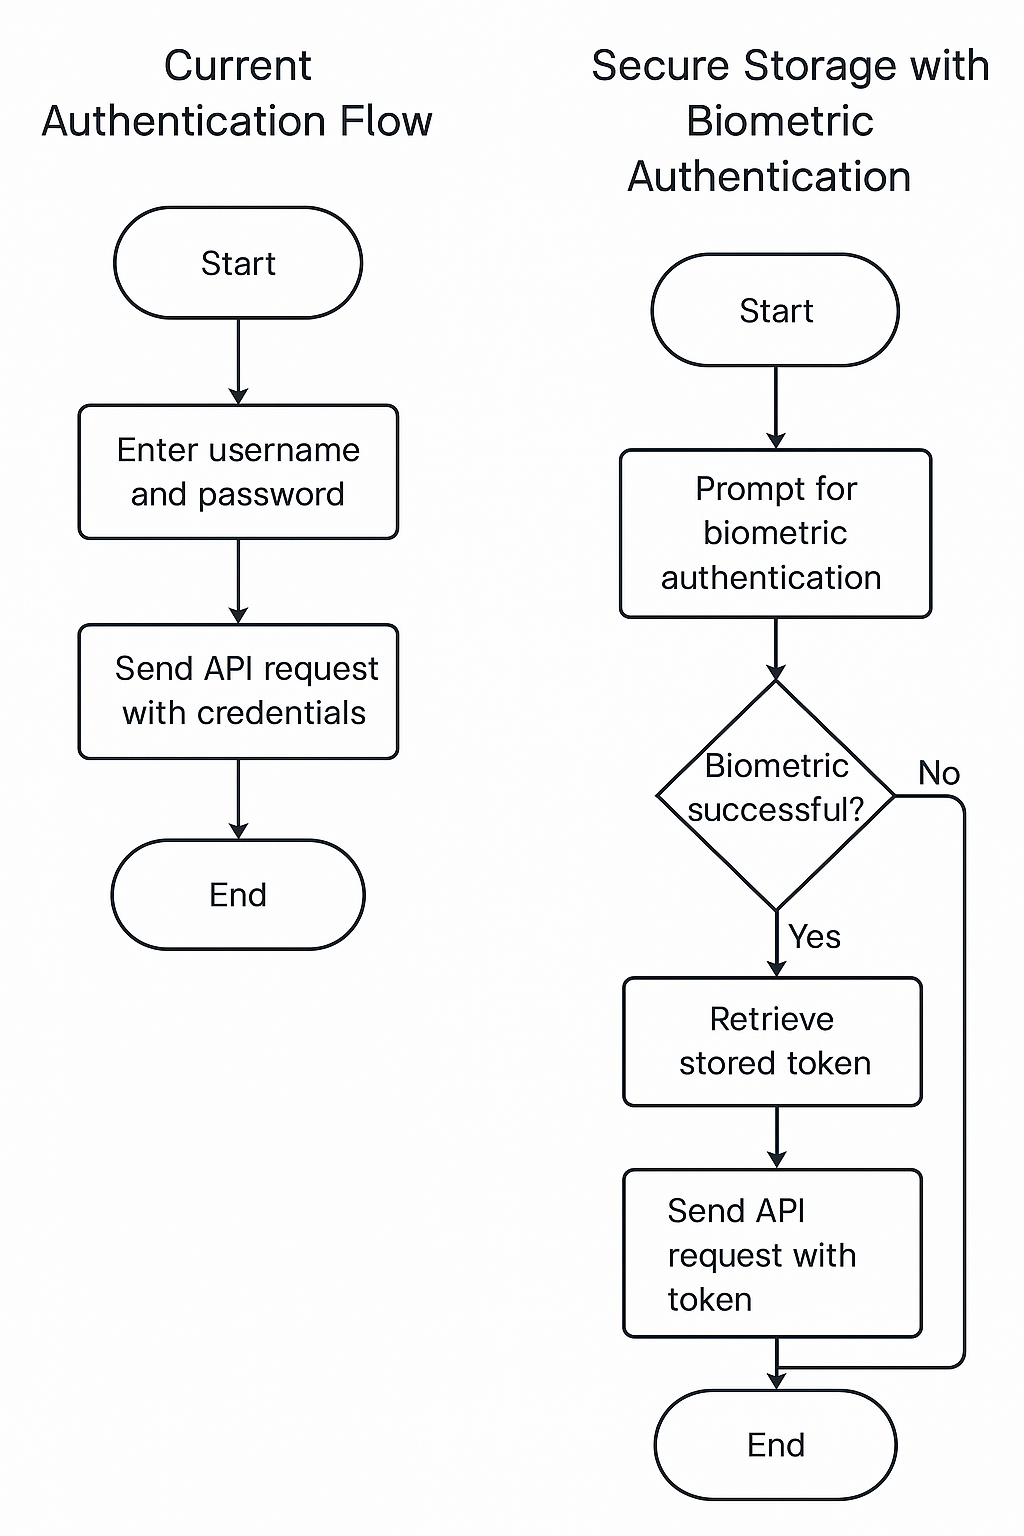 Current
Authentication Flow
Start
Enter username
and password
Send API request
with credentials
End
Secure Storage with
Biometric
Authentication
Start
Prompt for
biometric
authentication
Biometric
successful?
No
Yes
Retrieve
stored token
Send API
request with
token
End